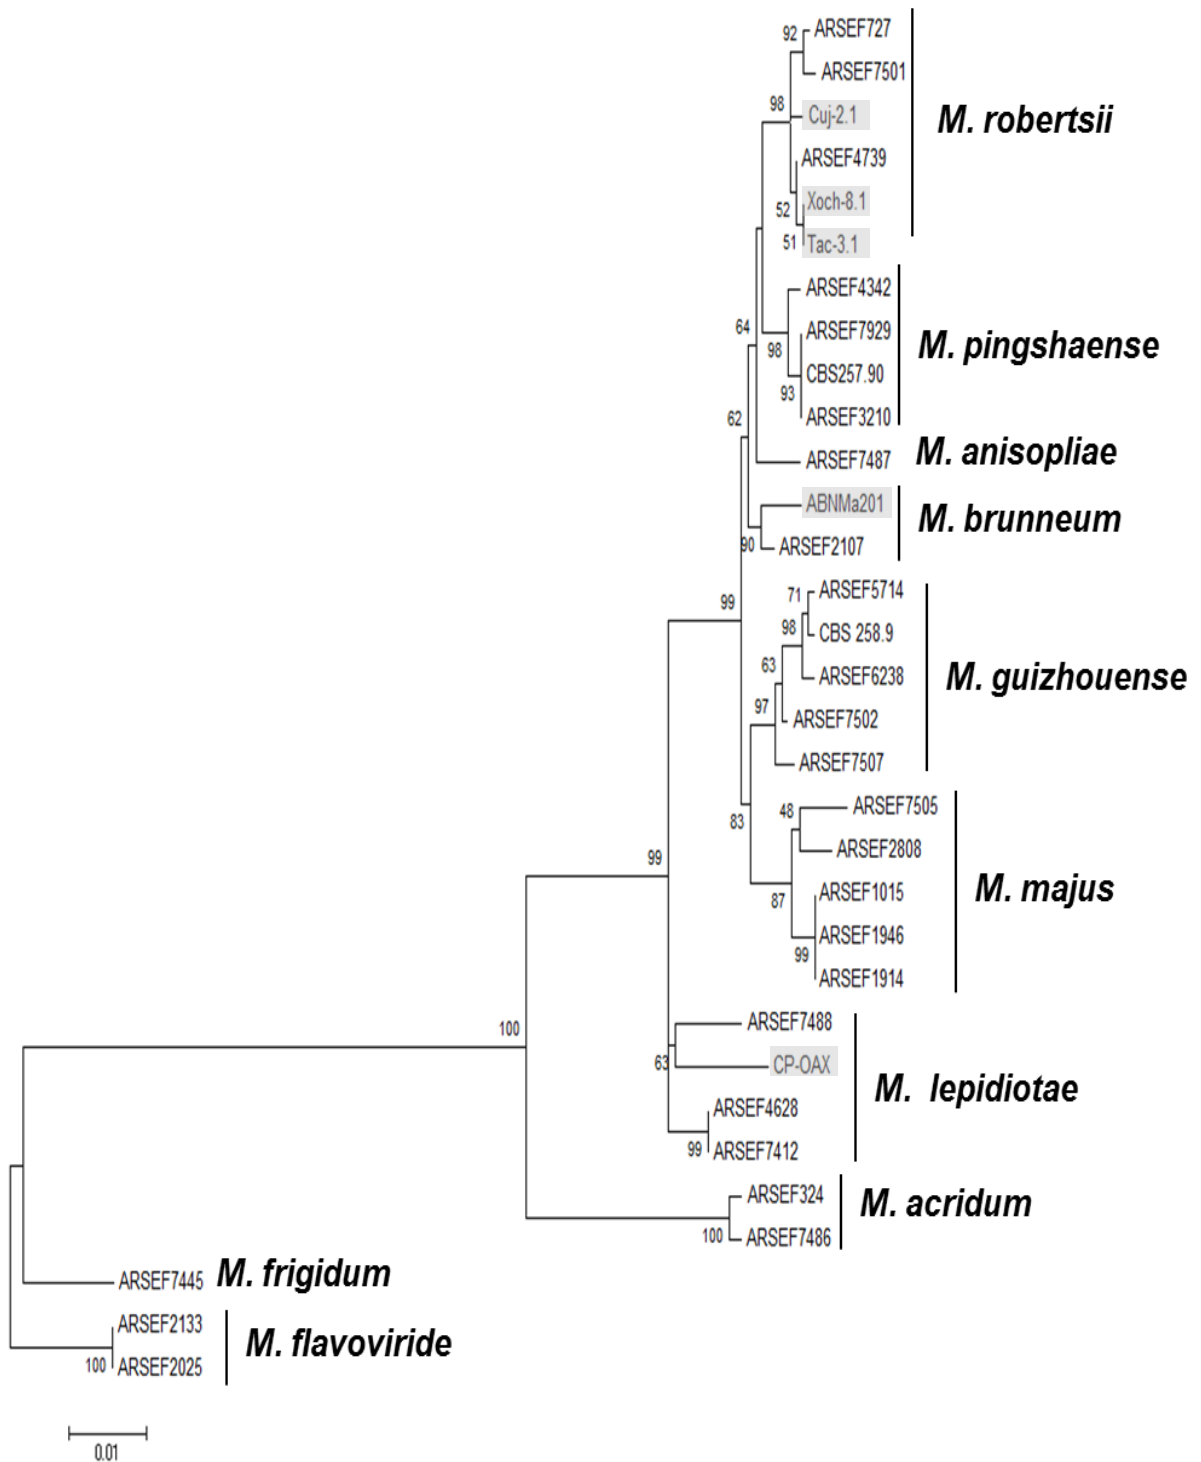 92
ARSEF727
ARSEF7501
98
Cuj-2.1
M. robertsii
ARSEF4739
52
Xoch-8.1
51
Tac-3.1
ARSEF4342
64
ARSEF7929
98
M. pingshaense
CBS257.90
93
ARSEF3210
62
ARSEF7487
M. anisopliae
ABNMa201
M. brunneum
90
ARSEF2107
71
ARSEF5714
99
98
CBS 258.9
63
ARSEF6238
M. guizhouense
97
ARSEF7502
ARSEF7507
48
ARSEF7505
83
ARSEF2808
99
87
ARSEF1015
M. majus
ARSEF1946
99
ARSEF1914
100
ARSEF7488
63
CP-OAX
M. lepidiotae
ARSEF4628
99
ARSEF7412
ARSEF324
M. acridum
100
ARSEF7486
ARSEF7445
M. frigidum
ARSEF2133
M. flavoviride
100
ARSEF2025
0.01